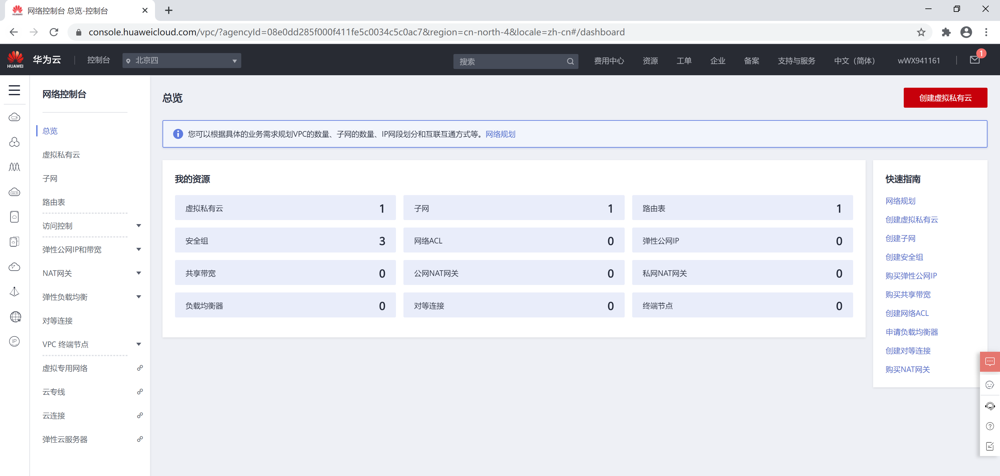 网络控制台 总览-控制台
console.huaweicloud.com/vpc/?agencyId=08e0dd285f000f411fe5c0034c5c0ac7&region=cn-north-4&locale=zh-cn#/dashboard
HUAWEI
华为云
控制台
北京四
搜索
费用中心
资源
工单
企业
备案
支持与服务
中文（简体）
wWX941161
1
网络控制台
总览
虚拟私有云
子网
路由表
访问控制
弹性公网IP和带宽
NAT网关
弹性负载均衡
对等连接
VPC 终端节点
虚拟专用网络
云专线
云连接
弹性云服务器
W
IP
总览
创建虚拟私有云
您可以根据具体的业务需求规划VPC的数量、子网的数量、IP网段划分和互联互通方式等。网络规划
我的资源
虚拟私有云 1
子网 1
路由表 1
安全组 3
网络ACL 0
弹性公网IP 0
共享带宽 0
公网NAT网关 0
私网NAT网关 0
负载均衡器 0
对等连接 0
终端节点 0
快速指南
网络规划
创建虚拟私有云
创建子网
创建安全组
购买弹性公网IP
购买共享带宽
创建网络ACL
申请负载均衡器
创建对等连接
购买NAT网关